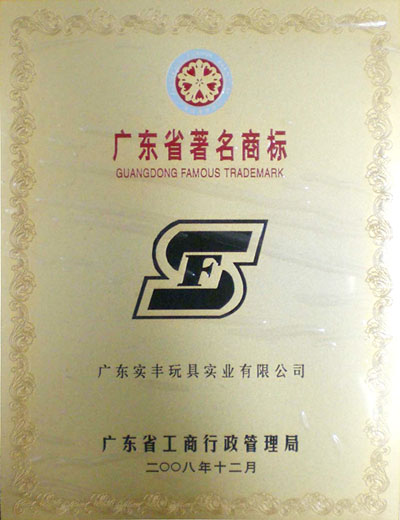 广东省著名商标
GUANGDONG FAMOUS TRADEMARK
SF
广东实丰玩具实业有限公司
广东省工商行政管理局
二〇〇八年十二月